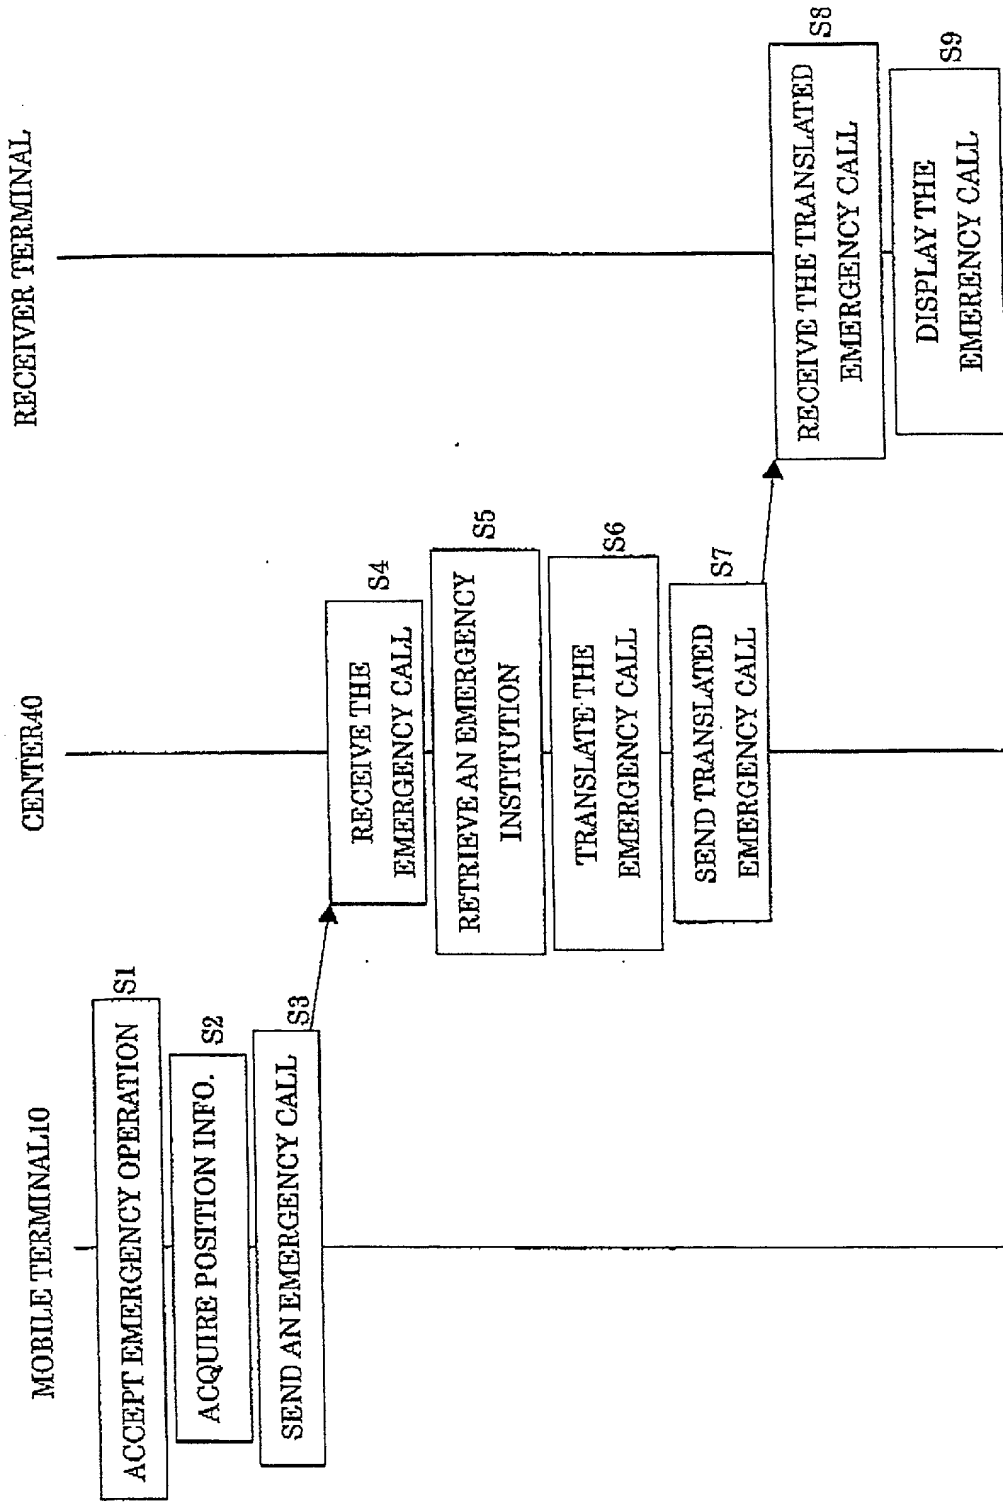 MOBILE TERMINAL10
CENTER40
RECEIVER TERMINAL
ACCEPT EMERGENCY OPERATION
S1
ACQUIRE POSITION INFO.
S2
SEND AN EMERGENCY CALL
S3
RECEIVE THE
EMERGENCY CALL
S4
RETRIEVE AN EMERGENCY
INSTITUTION
S5
TRANSLATE THE
EMERGENCY CALL
S6
SEND TRANSLATED
EMERGENCY CALL
S7
RECEIVE THE TRANSLATED
EMERGENCY CALL
S8
DISPLAY THE
EMERENCY CALL
S9